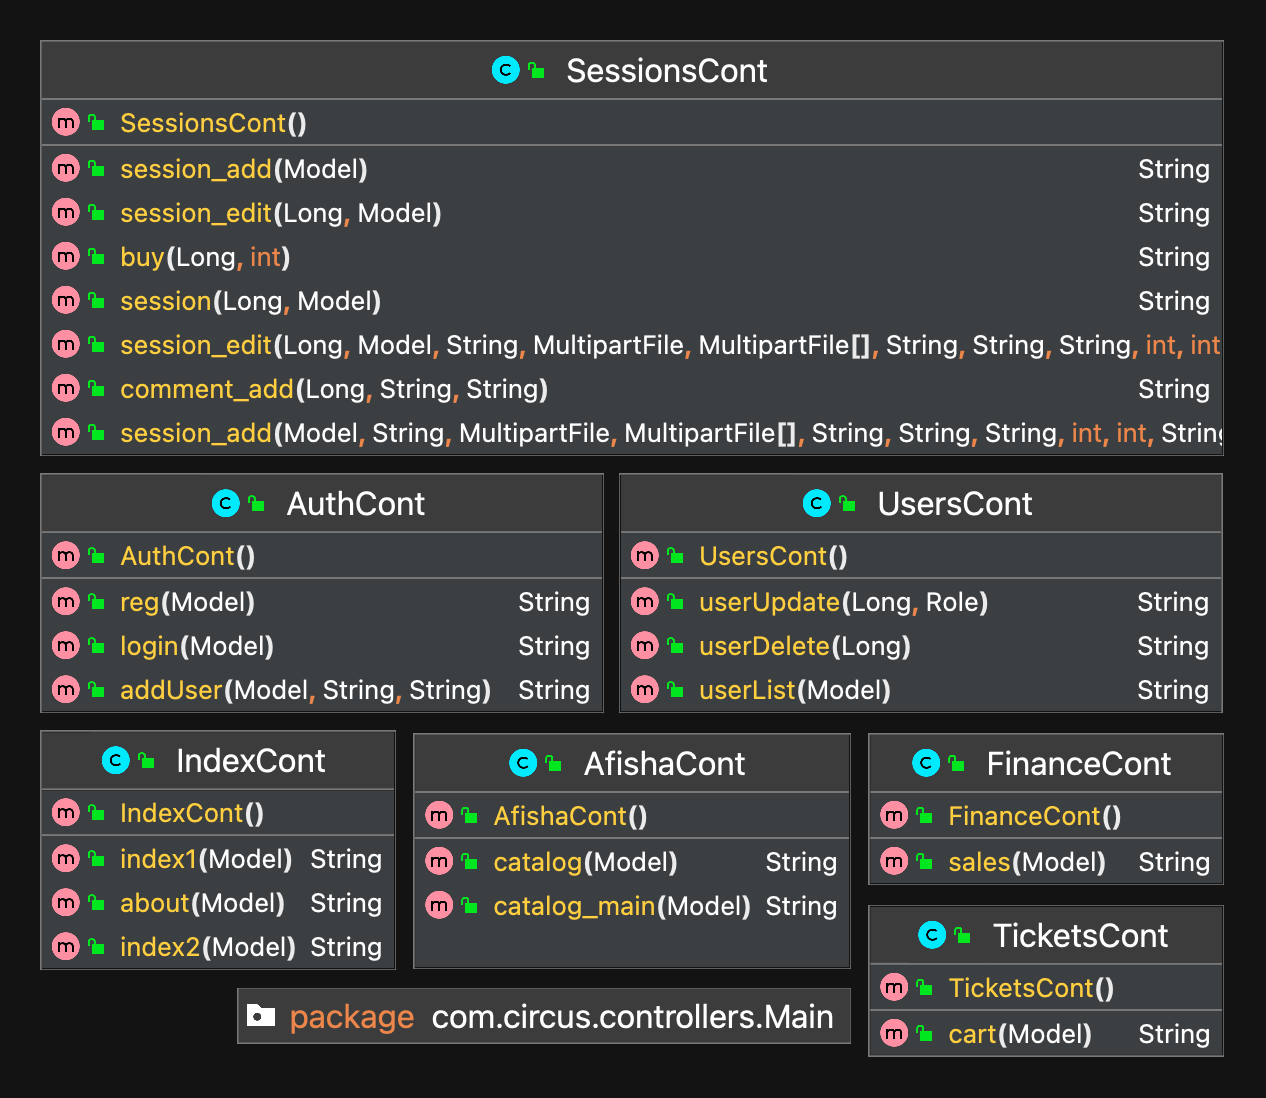 SessionsCont
SessionsCont()
session_add(Model) String
session_edit(Long, Model) String
buy(Long, int) String
session(Long, Model) String
session_edit(Long, Model, String, MultipartFile, MultipartFile[], String, String, String, int, int
comment_add(Long, String, String) String
session_add(Model, String, MultipartFile, MultipartFile[], String, String, String, int, int, String
AuthCont
AuthCont()
reg(Model) String
login(Model) String
addUser(Model, String, String) String
UsersCont
UsersCont()
userUpdate(Long, Role) String
userDelete(Long) String
userList(Model) String
IndexCont
IndexCont()
index1(Model) String
about(Model) String
index2(Model) String
AfishaCont
AfishaCont()
catalog(Model) String
catalog_main(Model) String
FinanceCont
FinanceCont()
sales(Model) String
TicketsCont
TicketsCont()
cart(Model) String
package com.circus.controllers.Main